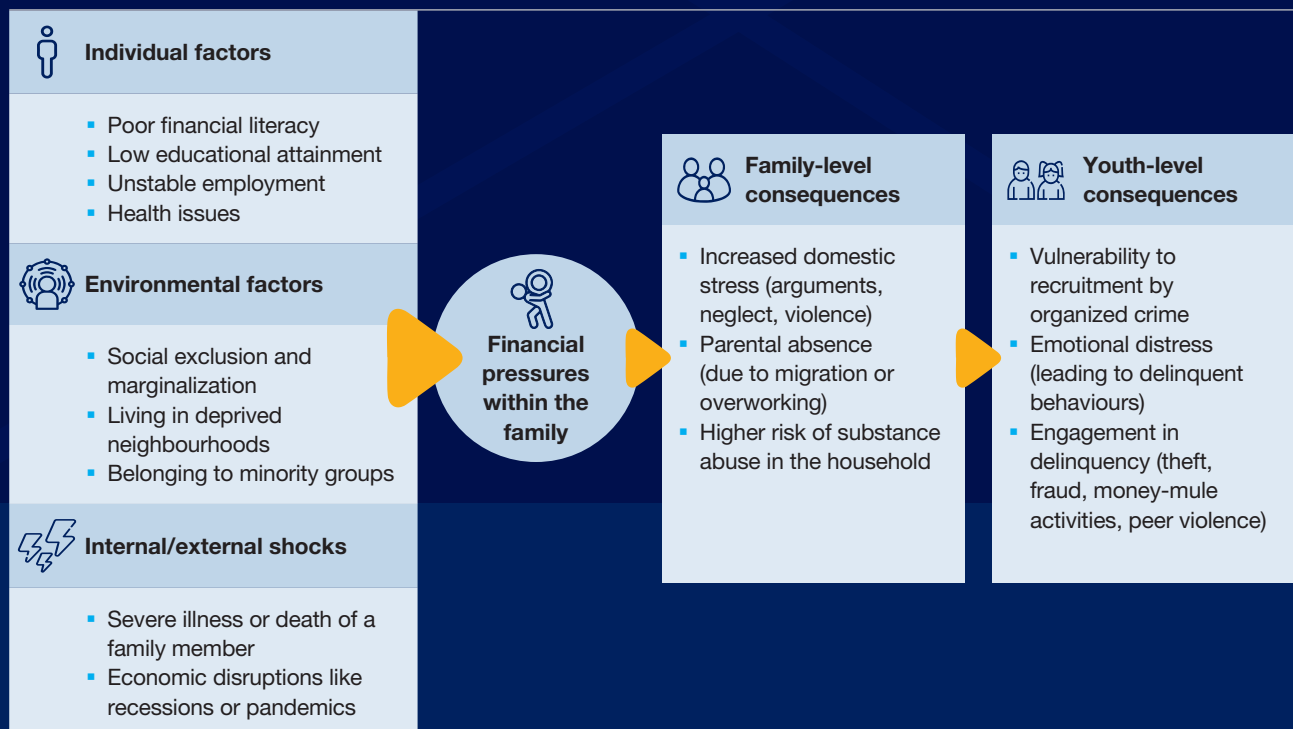 Individual factors
Poor financial literacy
Low educational attainment
Unstable employment
Health issues
Environmental factors
Social exclusion and
marginalization
Living in deprived
neighbourhoods
Belonging to minority groups
Internal/external shocks
Severe illness or death of a
family member
Economic disruptions like
recessions or pandemics
Financial
pressures
within the
family
Family-level
consequences
Increased domestic
stress (arguments,
neglect, violence)
Parental absence
(due to migration or
overworking)
Higher risk of substance
abuse in the household
Youth-level
consequences
Vulnerability to
recruitment by
organized crime
Emotional distress
(leading to delinquent
behaviours)
Engagement in
delinquency (theft,
fraud, money-mule
activities, peer violence)